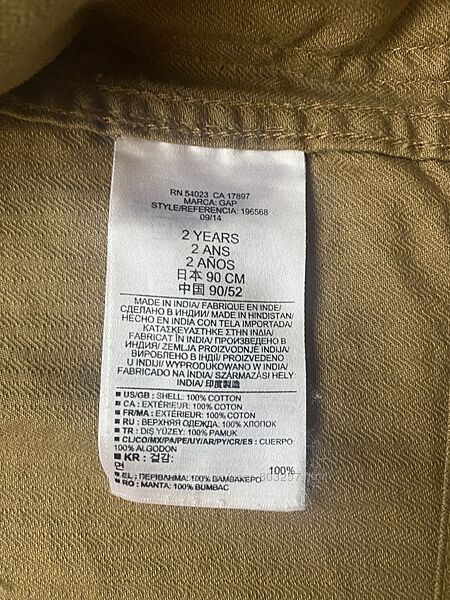 RN 54023 CA 17897
MARCA: GAP
STYLE/REFERENCIA: 196568
09/14
2 YEARS
2 ANS
2 AÑOS
日本 90 CM
中国 90/52
MADE IN INDIA/ FABRIQUE EN INDE/
СДЕЛАНО В ИНДИИ/ MADE IN HINDISTAN/
HECHO EN INDIA CON TELA IMPORTADA/
ΚΑΤΑΣΚΕΥΑΣΤΗΚΕ ΣΤΗΝ ΙΝΔΙΑ/
FABRICAT ÎN INDIA/ ПРОИЗВЕДЕНО В
ИНДИЯ/ ZEMLJA PROIZVODNJE INDIJA/
ВИРОБЛЕНО В ІНДІЇ/ PROIZVEDENO
U INDIJI/ WYPRODUKOWANO W INDIA/
FABRICADO NA INDIA/ SZÁRMAZÁSI HELY:
INDIA/ 印度製造
US/GB : SHELL: 100% COTTON
CA : EXTÉRIEUR: 100% COTON
FR/MA : EXTÉRIEUR: 100% COTON
RU : ВЕРХНЯЯ ОДЕЖДА: 100% ХЛОПОК
TR : DIŞ YÜZEY: 100% PAMUK
CL/CO/MX/PA/PE/UY/AR/PY/CR/ES : CUERPO
100% ALGODON
KR : 겉감:
면 100%
EL : ΠΕΡΙΒΛΗΜΑ: 100% ΒΑΜΒΑΚΕΡΟ
RO : MANTA: 100% BUMBAC